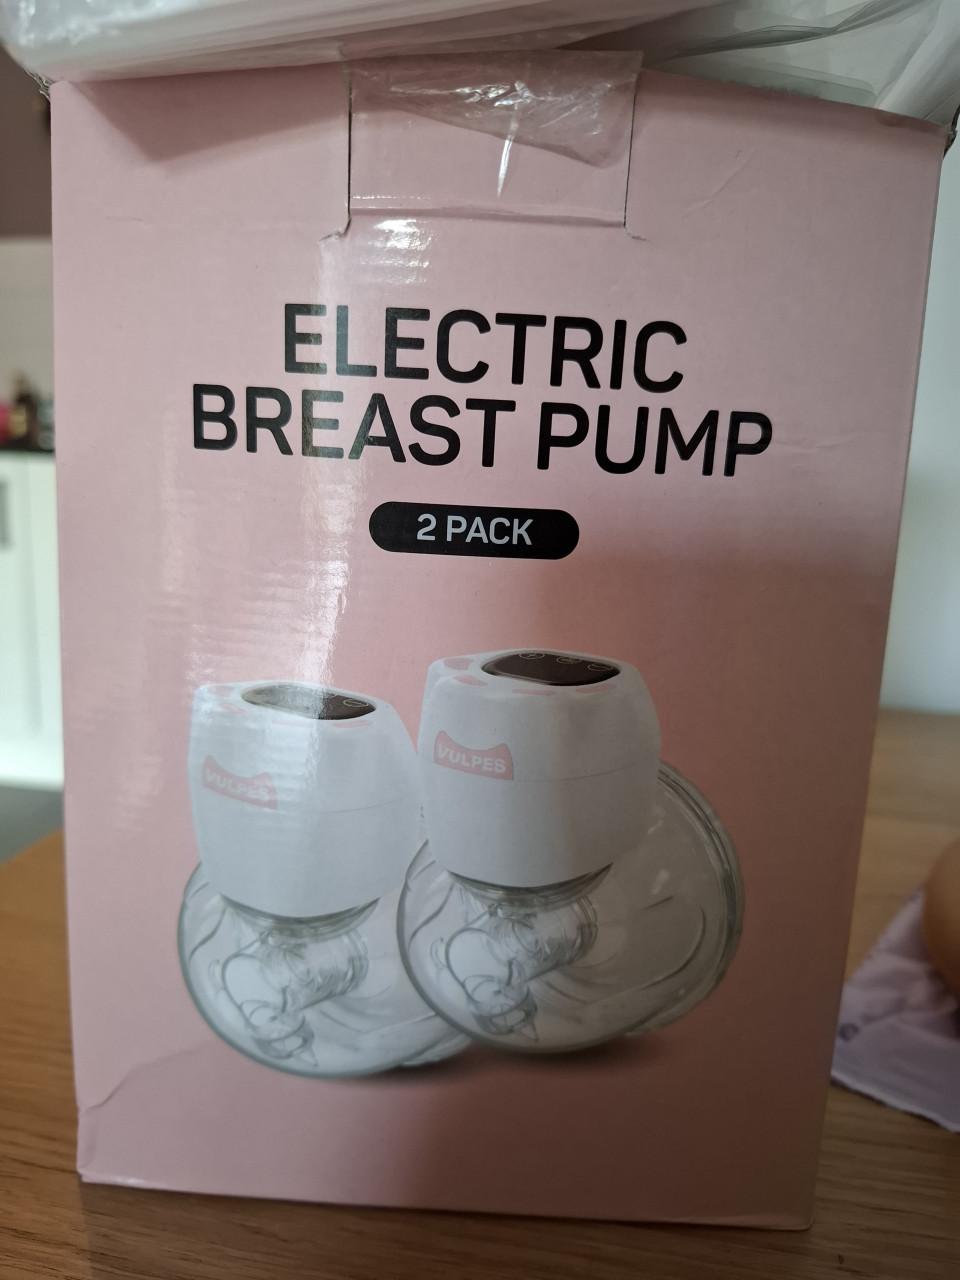 ELECTRIC
BREAST PUMP
2 PACK
VULPES
VULPES